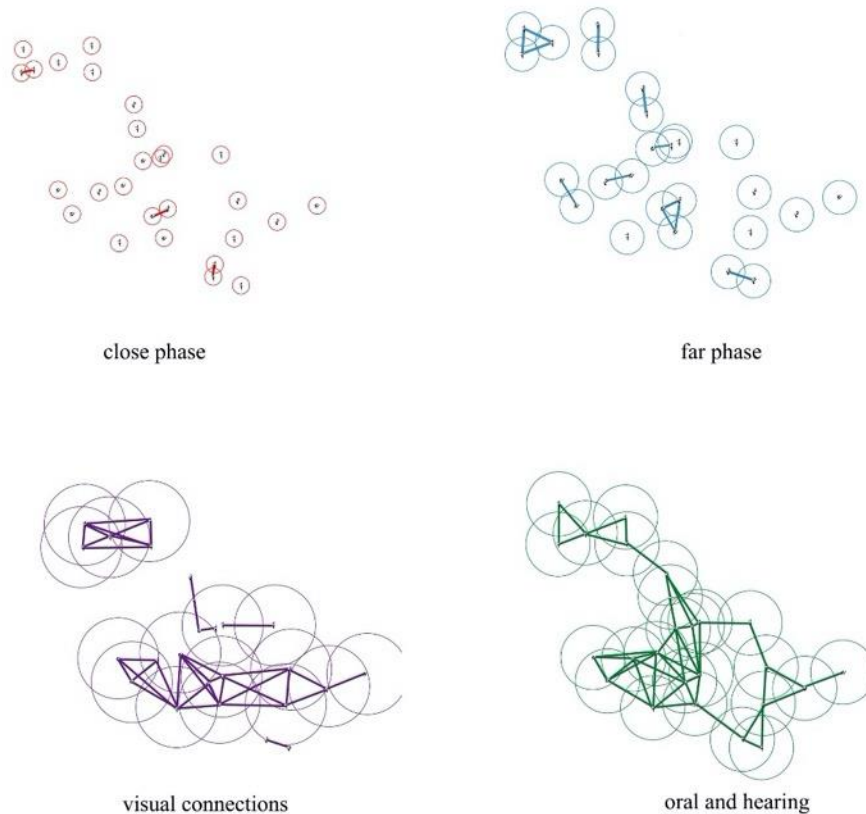 close phase
far phase
visual connections
oral and hearing